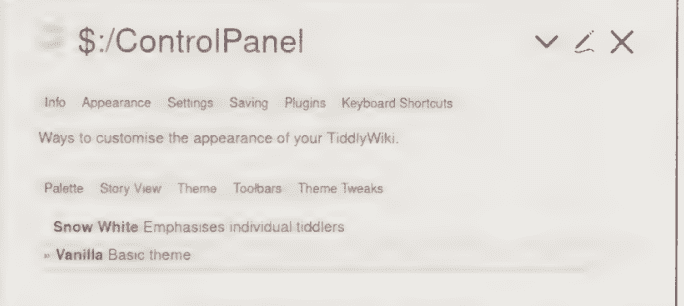 $:/ControlPanel
Info Appearance Settings Saving Plugins Keyboard Shortcuts
Ways to customise the appearance of your TiddlyWiki.
Palette Story View Theme Toolbars Theme Tweaks
Snow White Emphasises individual tiddlers
» Vanilla Basic theme